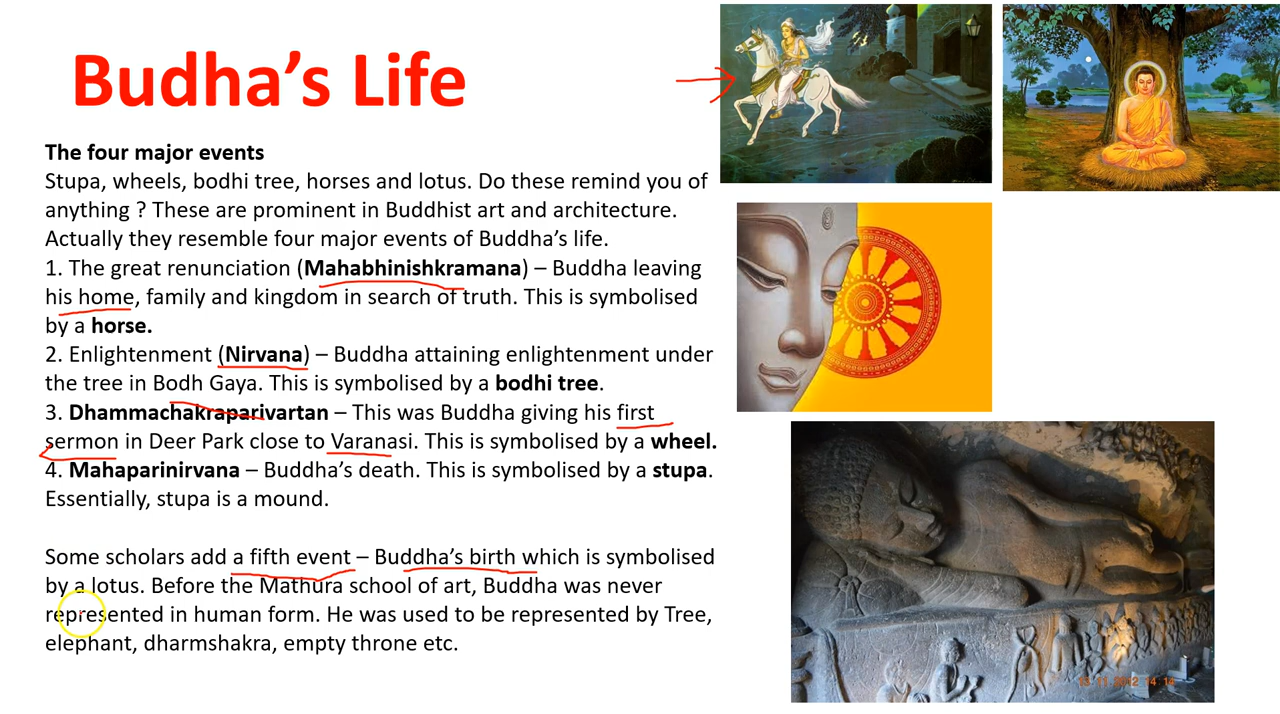 Budha’s Life
The four major events
Stupa, wheels, bodhi tree, horses and lotus. Do these remind you of
anything ? These are prominent in Buddhist art and architecture.
Actually they resemble four major events of Buddha’s life.
1. The great renunciation (Mahabhinishkramana) – Buddha leaving
his home, family and kingdom in search of truth. This is symbolised
by a horse.
2. Enlightenment (Nirvana) – Buddha attaining enlightenment under
the tree in Bodh Gaya. This is symbolised by a bodhi tree.
3. Dhammachakraparivartan – This was Buddha giving his first
sermon in Deer Park close to Varanasi. This is symbolised by a wheel.
4. Mahaparinirvana – Buddha’s death. This is symbolised by a stupa.
Essentially, stupa is a mound.
Some scholars add a fifth event – Buddha’s birth which is symbolised
by a lotus. Before the Mathura school of art, Buddha was never
represented in human form. He was used to be represented by Tree,
elephant, dharmshakra, empty throne etc.